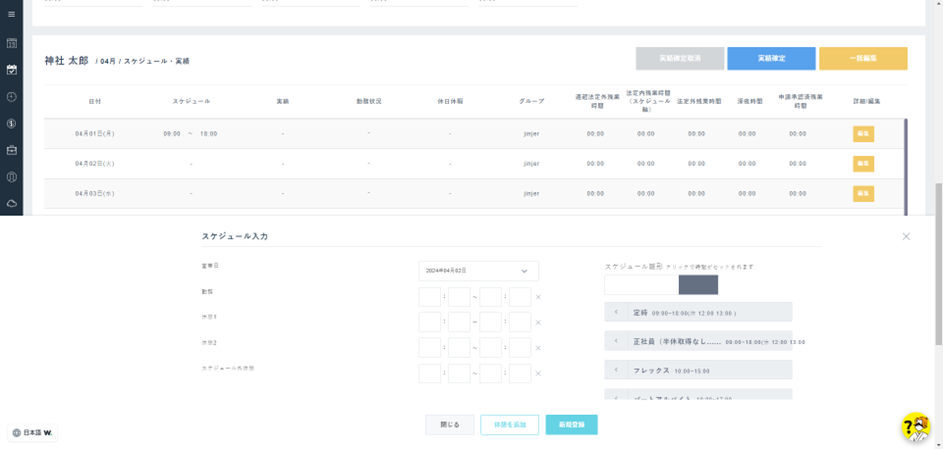 神社 太郎 / 04月 / スケジュール・実績
実績確定取消 実績確定 一括編集
日付 スケジュール 実績 勤務状況 休日休暇 グループ 週超法定外残業時間 法定内残業時間(スケジュール軸) 法定外残業時間 深夜時間 申請承認済残業時間 詳細/編集
04月01日(月) 09:00 ～ 18:00 - - - jinjer 00:00 00:00 00:00 00:00 00:00 編集
04月02日(火) - - - - jinjer 00:00 00:00 00:00 00:00 00:00 編集
04月03日(水) - - - - jinjer 00:00 00:00 00:00 00:00 00:00 編集
スケジュール入力
営業日 2024年04月02日
スケジュール雛形 クリックで時間がセットされます
勤務 : ～ : ×
休憩1 : ～ : ×
休憩2 : ～ : ×
スケジュール外休憩 : ～ : ×
定時 09:00~18:00(休 12:00 13:00 )
正社員（半休取得なし...... 09:00~18:00(休 12:00 13:00
フレックス 10:00~15:00
閉じる 休憩を追加 新規登録
日本語 W.
?